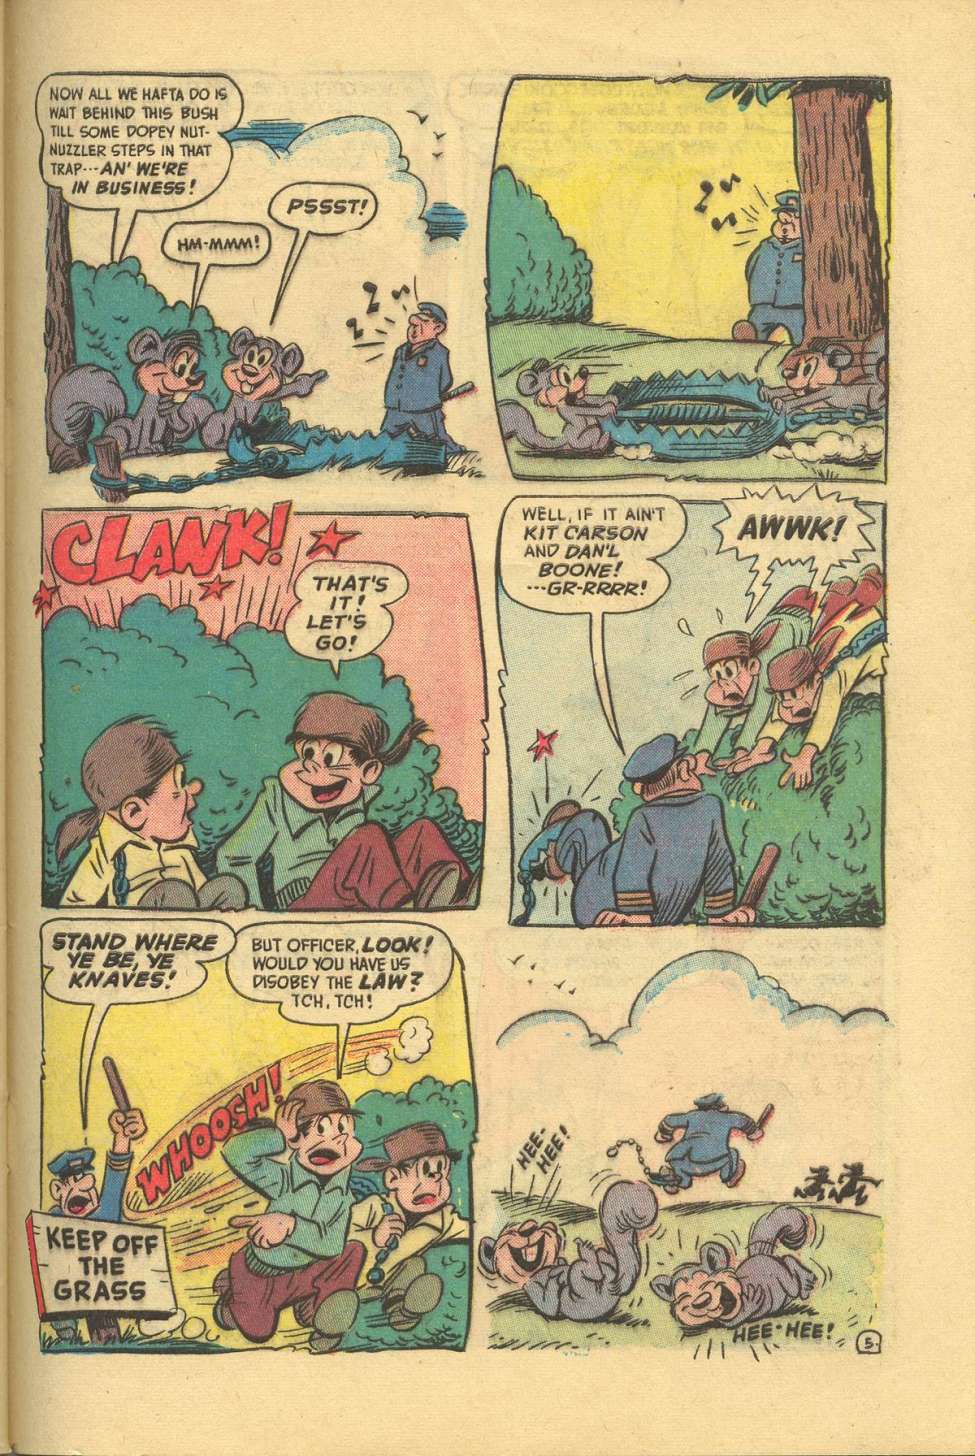 NOW ALL WE HAFTA DO IS
WAIT BEHIND THIS BUSH
TILL SOME DOPEY NUT-
NUZZLER STEPS IN THAT
TRAP---AN' WE'RE
IN BUSINESS!
HM-MMM!
PSSST!
CLANK!
THAT'S
IT!
LET'S
GO!
WELL, IF IT AIN'T
KIT CARSON
AND DAN'L
BOONE!
---GR-RRRR!
AWWK!
STAND WHERE
YE BE, YE
KNAVES!
BUT OFFICER, LOOK!
WOULD YOU HAVE US
DISOBEY THE LAW?
TCH, TCH!
WHOOSH!
KEEP OFF
THE
GRASS
HEE-
HEE!
HEE-HEE!
5